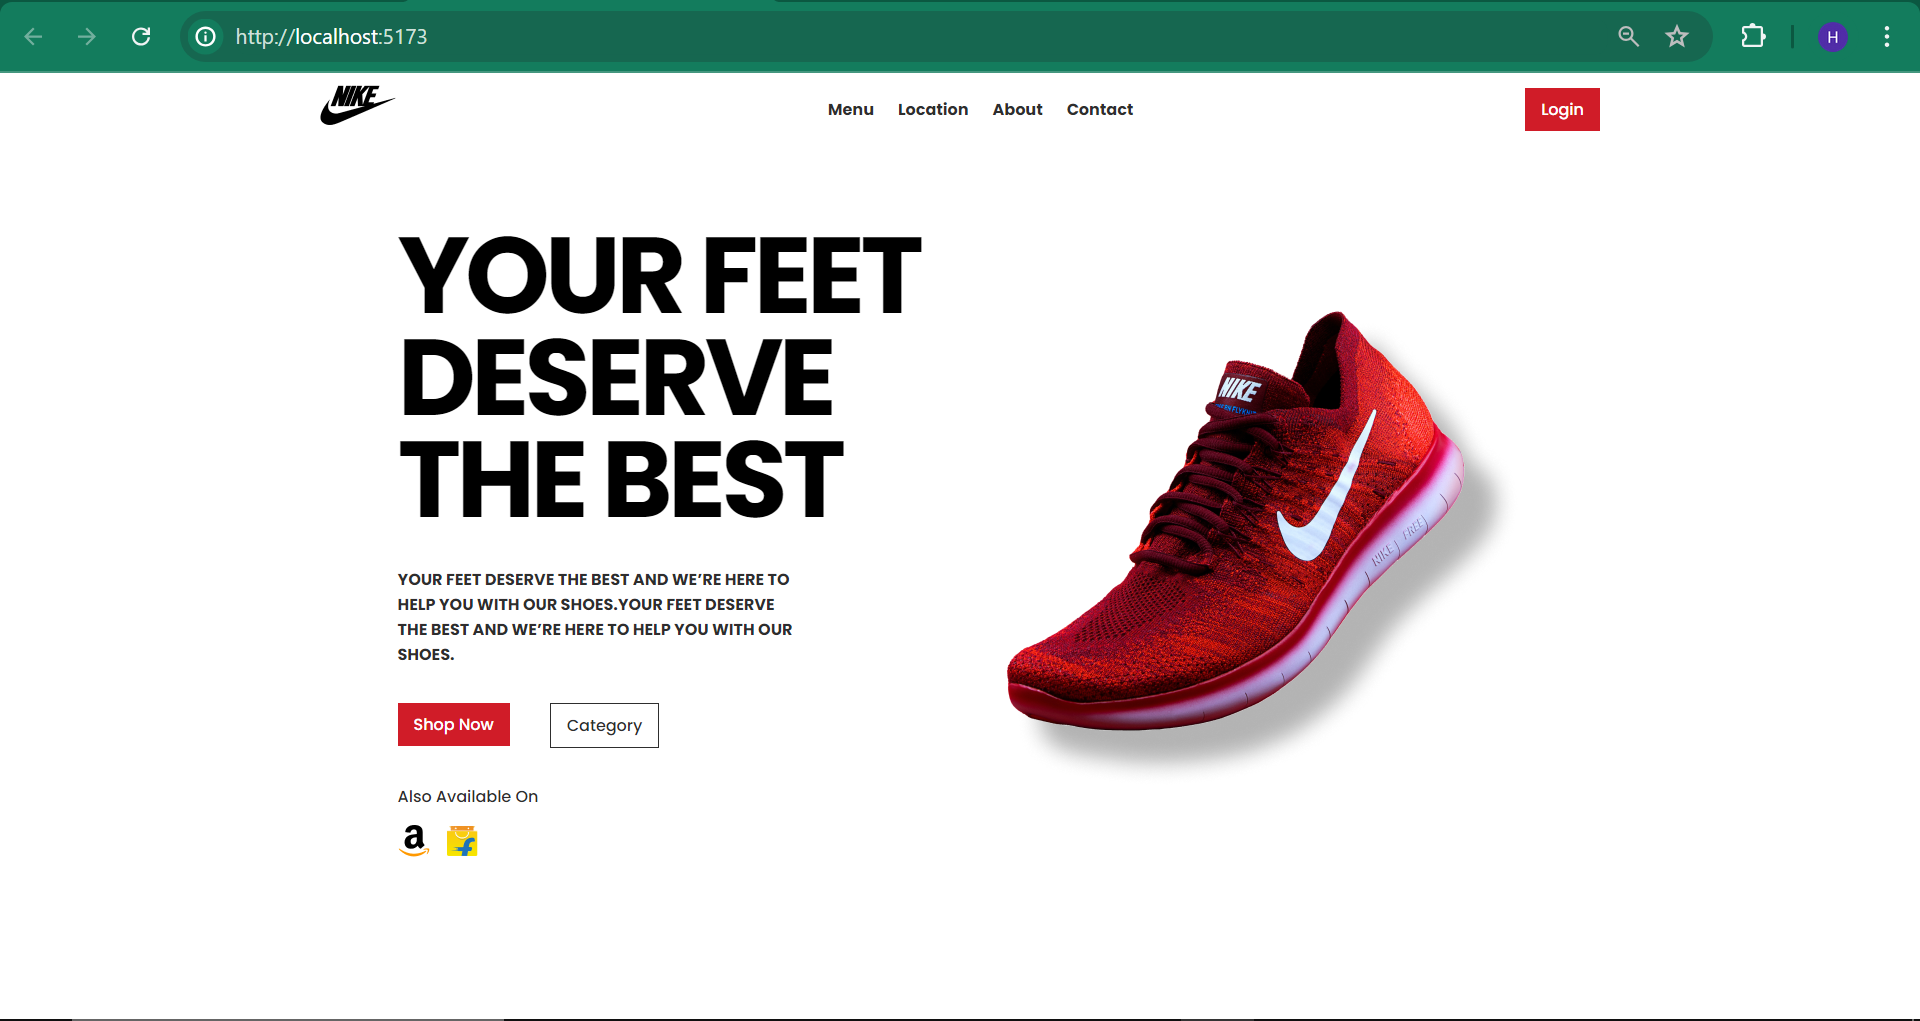 http://localhost:5173
H
NIKE
Menu Location About Contact
Login
YOUR FEET
DESERVE
THE BEST
NIKE
NIKE FREE
YOUR FEET DESERVE THE BEST AND WE’RE HERE TO
HELP YOU WITH OUR SHOES.YOUR FEET DESERVE
THE BEST AND WE’RE HERE TO HELP YOU WITH OUR
SHOES.
Shop Now Category
Also Available On
a f